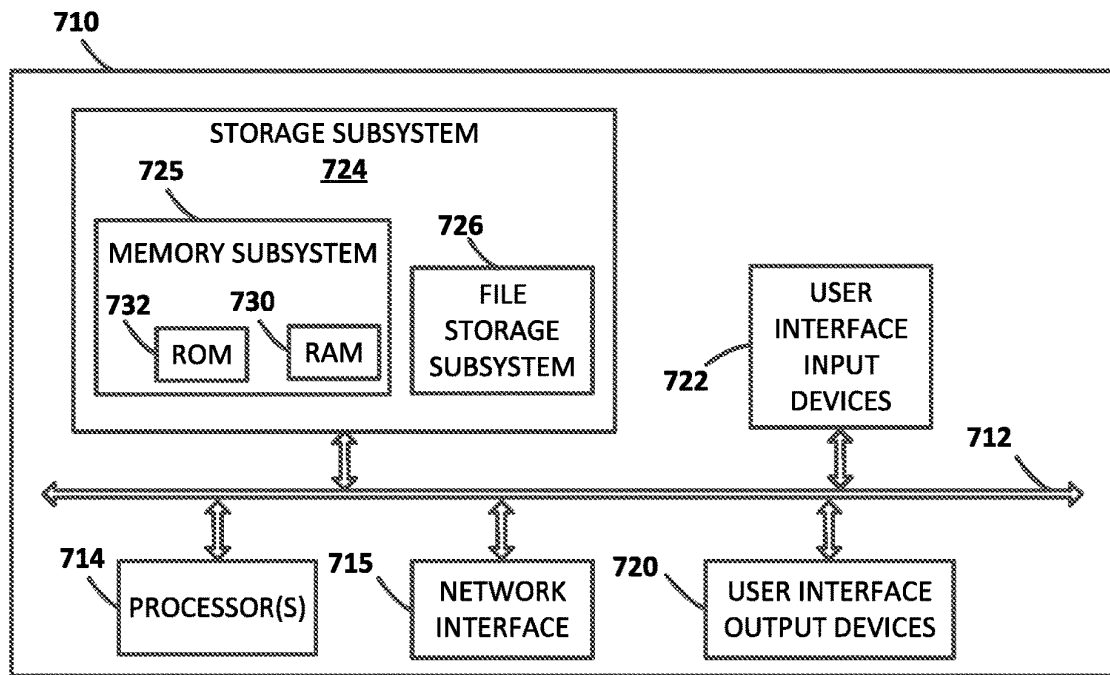 710
STORAGE SUBSYSTEM
724
725
MEMORY SUBSYSTEM
732
ROM
730
RAM
726
FILE
STORAGE
SUBSYSTEM
USER
INTERFACE
INPUT
DEVICES
722
712
714
PROCESSOR(S)
715
NETWORK
INTERFACE
720
USER INTERFACE
OUTPUT DEVICES